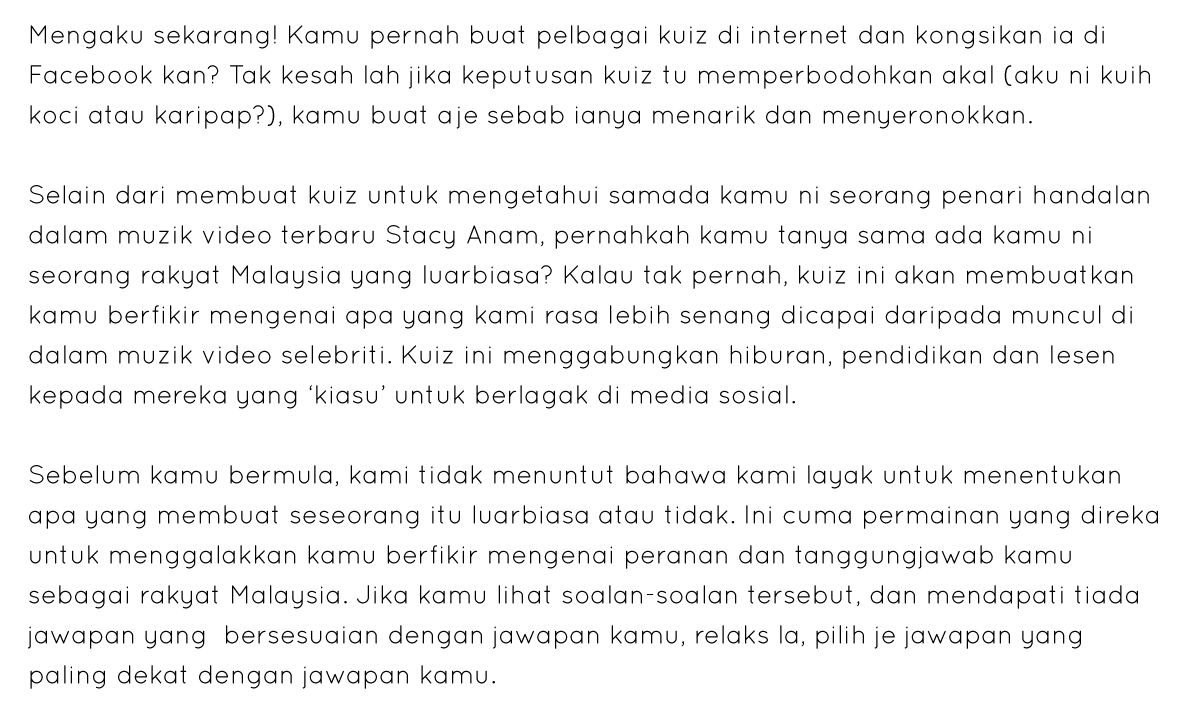 Mengaku sekarang! Kamu pernah buat pelbagai kuiz di internet dan kongsikan ia di
Facebook kan? Tak kesah lah jika keputusan kuiz tu memperbodohkan akal (aku ni kuih
koci atau karipap?), kamu buat aje sebab ianya menarik dan menyeronokkan.
Selain dari membuat kuiz untuk mengetahui samada kamu ni seorang penari handalan
dalam muzik video terbaru Stacy Anam, pernahkah kamu tanya sama ada kamu ni
seorang rakyat Malaysia yang luarbiasa? Kalau tak pernah, kuiz ini akan membuatkan
kamu berfikir mengenai apa yang kami rasa lebih senang dicapai daripada muncul di
dalam muzik video selebriti. Kuiz ini menggabungkan hiburan, pendidikan dan lesen
kepada mereka yang ‘kiasu’ untuk berlagak di media sosial.
Sebelum kamu bermula, kami tidak menuntut bahawa kami layak untuk menentukan
apa yang membuat seseorang itu luarbiasa atau tidak. Ini cuma permainan yang direka
untuk menggalakkan kamu berfikir mengenai peranan dan tanggungjawab kamu
sebagai rakyat Malaysia. Jika kamu lihat soalan-soalan tersebut, dan mendapati tiada
jawapan yang  bersesuaian dengan jawapan kamu, relaks la, pilih je jawapan yang
paling dekat dengan jawapan kamu.